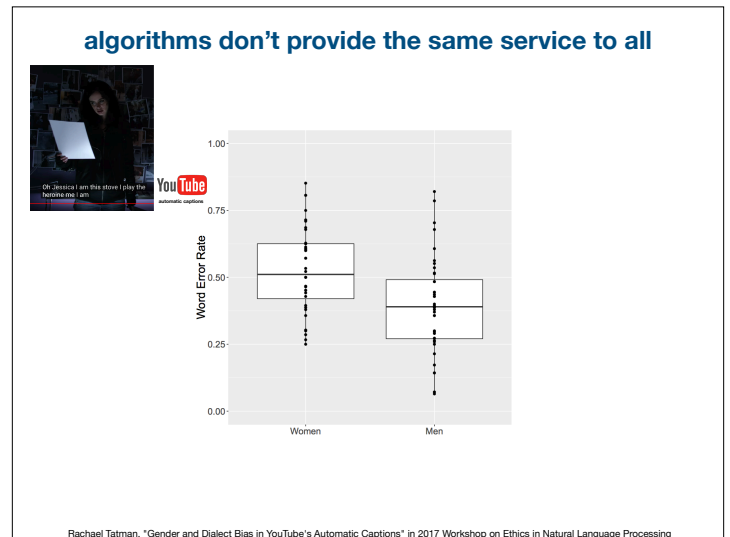 algorithms don't provide the same service to all
Oh Jessica I am this stove I play the
heroine me I am
YouTube
automatic captions
1.00
0.75
0.50
0.25
0.00
Word Error Rate
Women
Men
Rachael Tatman, "Gender and Dialect Bias in YouTube's Automatic Captions" in 2017 Workshop on Ethics in Natural Language Processing